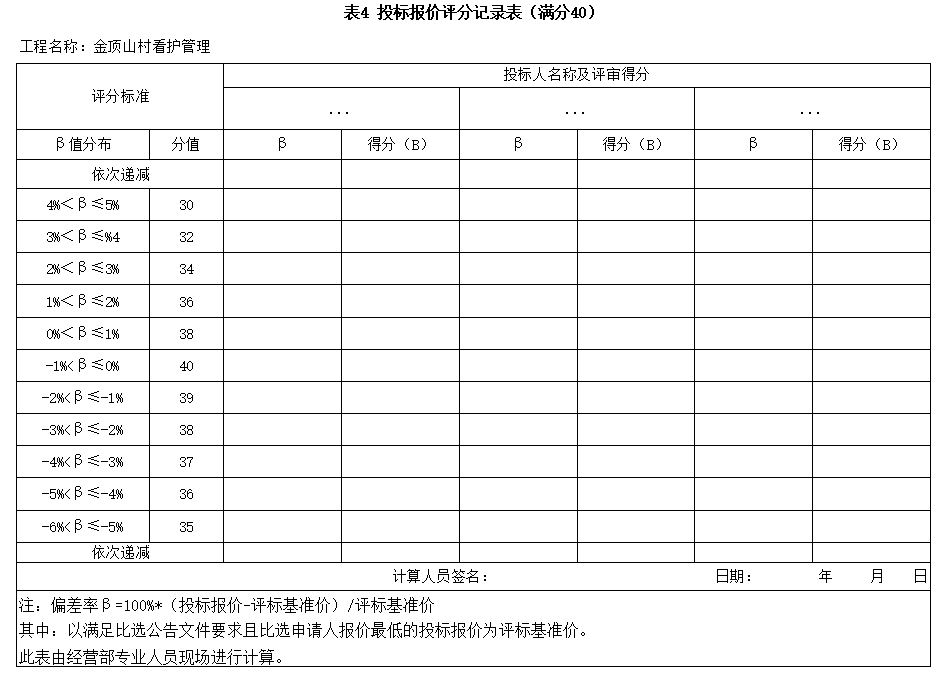 表4 投标报价评分记录表（满分40）
工程名称：金顶山村看护管理
评分标准
投标人名称及评审得分
... ... ...
β值分布 分值 β 得分（B） β 得分（B） β 得分（B）
依次递减
4%＜β≤5% 30
3%＜β≤%4 32
2%＜β≤3% 34
1%＜β≤2% 36
0%＜β≤1% 38
-1%<β≤0% 40
-2%<β≤-1% 39
-3%<β≤-2% 38
-4%<β≤-3% 37
-5%<β≤-4% 36
-6%<β≤-5% 35
依次递减
计算人员签名： 日期： 年 月 日
注：偏差率β=100%*（投标报价-评标基准价）/评标基准价
其中：以满足比选公告文件要求且比选申请人报价最低的投标报价为评标基准价。
此表由经营部专业人员现场进行计算。